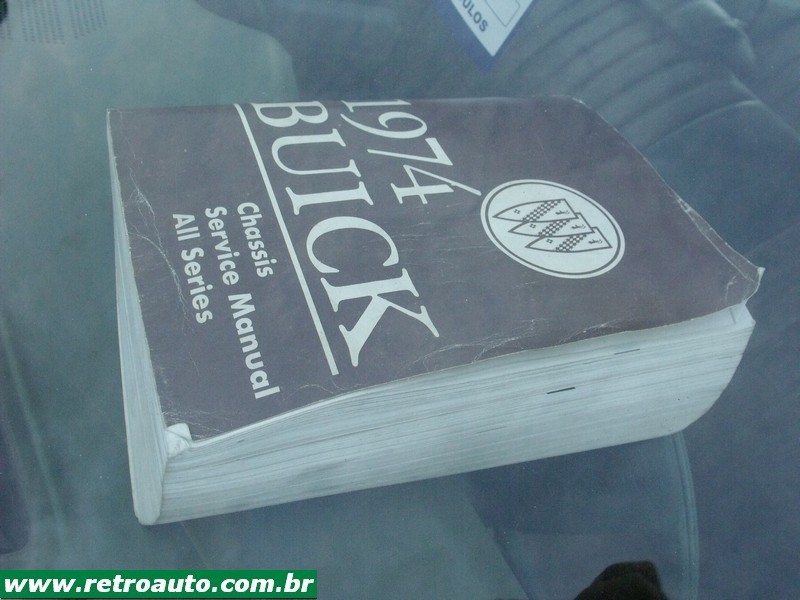 1974
BUICK
Chassis
Service Manual
All Series
www.retroauto.com.br